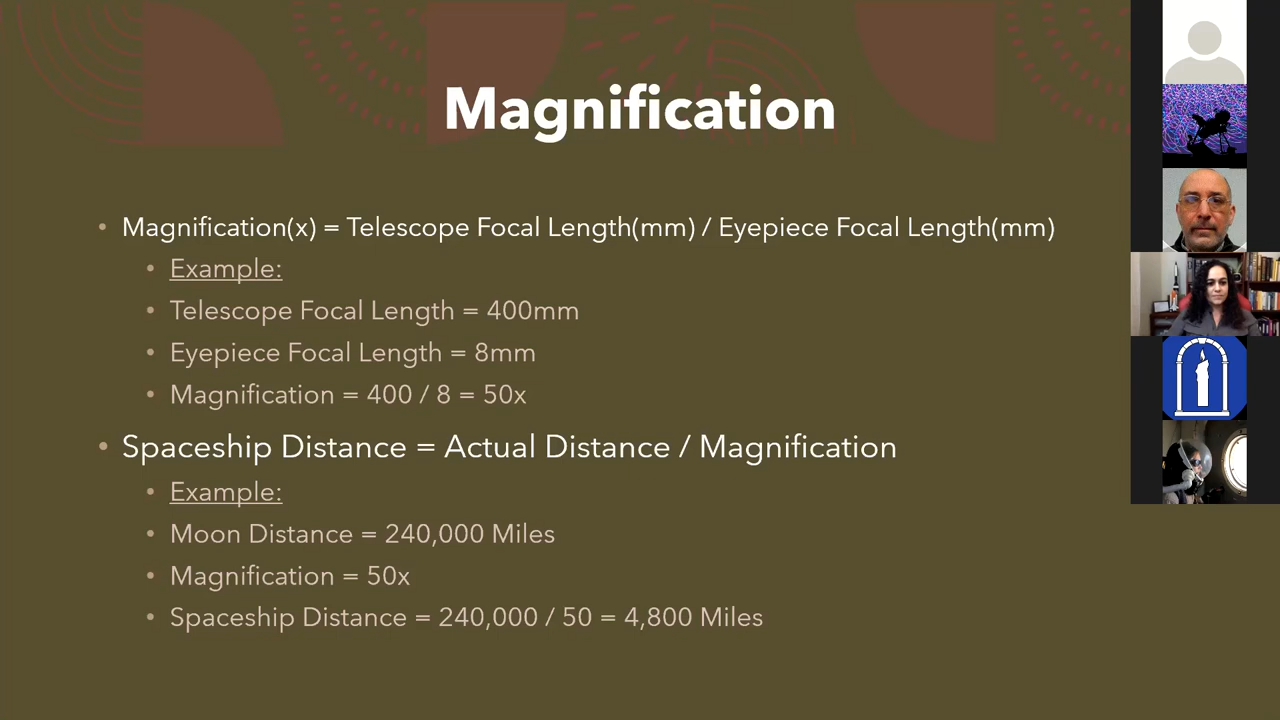 Magnification
• Magnification(x) = Telescope Focal Length(mm) / Eyepiece Focal Length(mm)
• Example:
• Telescope Focal Length = 400mm
• Eyepiece Focal Length = 8mm
• Magnification = 400 / 8 = 50x
• Spaceship Distance = Actual Distance / Magnification
• Example:
• Moon Distance = 240,000 Miles
• Magnification = 50x
• Spaceship Distance = 240,000 / 50 = 4,800 Miles